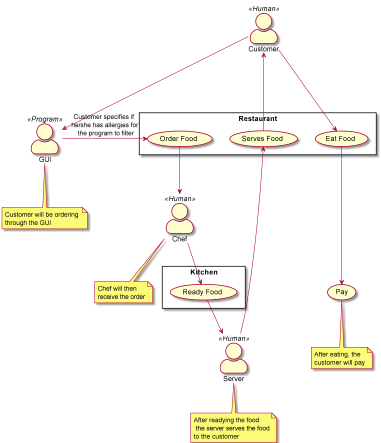 «Human»
Customer
«Program»
GUI
Customer specifies if
he/she has allergies for
the program to filter
Restaurant
Order Food
Serves Food
Eat Food
Customer will be ordering
through the GUI
«Human»
Chef
Chef will then
receive the order
Kitchen
Ready Food
Pay
«Human»
Server
After eating, the
customer will pay
After readying the food
the server serves the food
to the customer